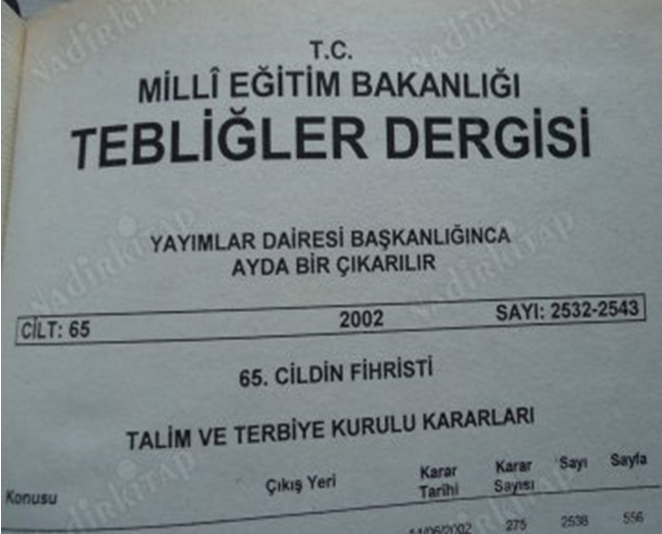 T.C.
MİLLÎ EĞİTİM BAKANLIĞI
TEBLİĞLER DERGİSİ
YAYIMLAR DAİRESİ BAŞKANLIĞINCA
AYDA BİR ÇIKARILIR
CİLT: 65 2002 SAYI: 2532-2543
65. CİLDİN FİHRİSTİ
TALİM VE TERBİYE KURULU KARARLARI
Konusu Çıkış Yeri Karar Tarihi Karar Sayısı Sayı Sayfa
275 2538 556